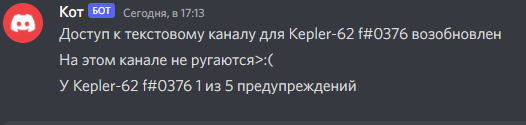 Кот БОТ Сегодня, в 17:13
Доступ к текстовому каналу для Kepler-62 f#0376 возобновлен
На этом канале не ругаются>:(
У Kepler-62 f#0376 1 из 5 предупреждений